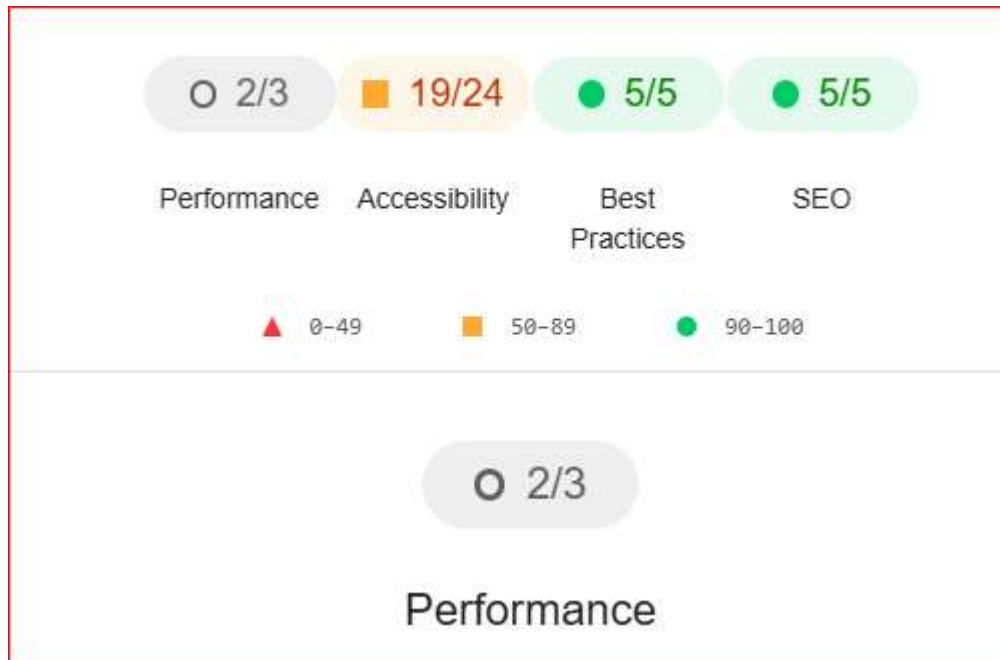 2/3 19/24 5/5 5/5
Performance Accessibility Best Practices SEO
0–49 50–89 90–100
2/3
Performance